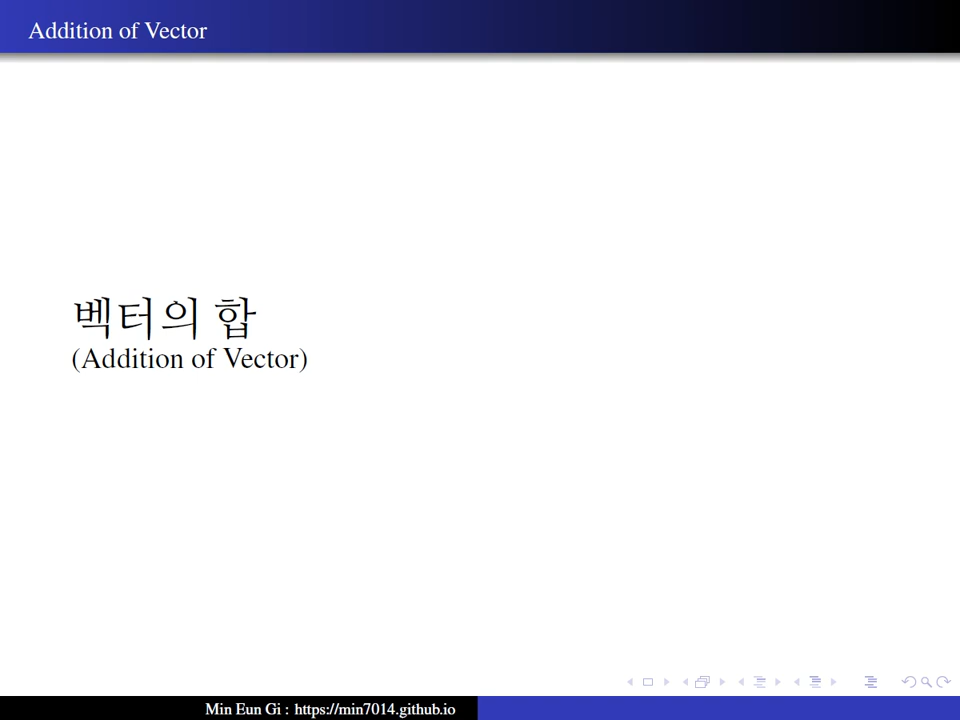 Addition of Vector
벡터의 합
(Addition of Vector)
Min Eun Gi : https://min7014.github.io